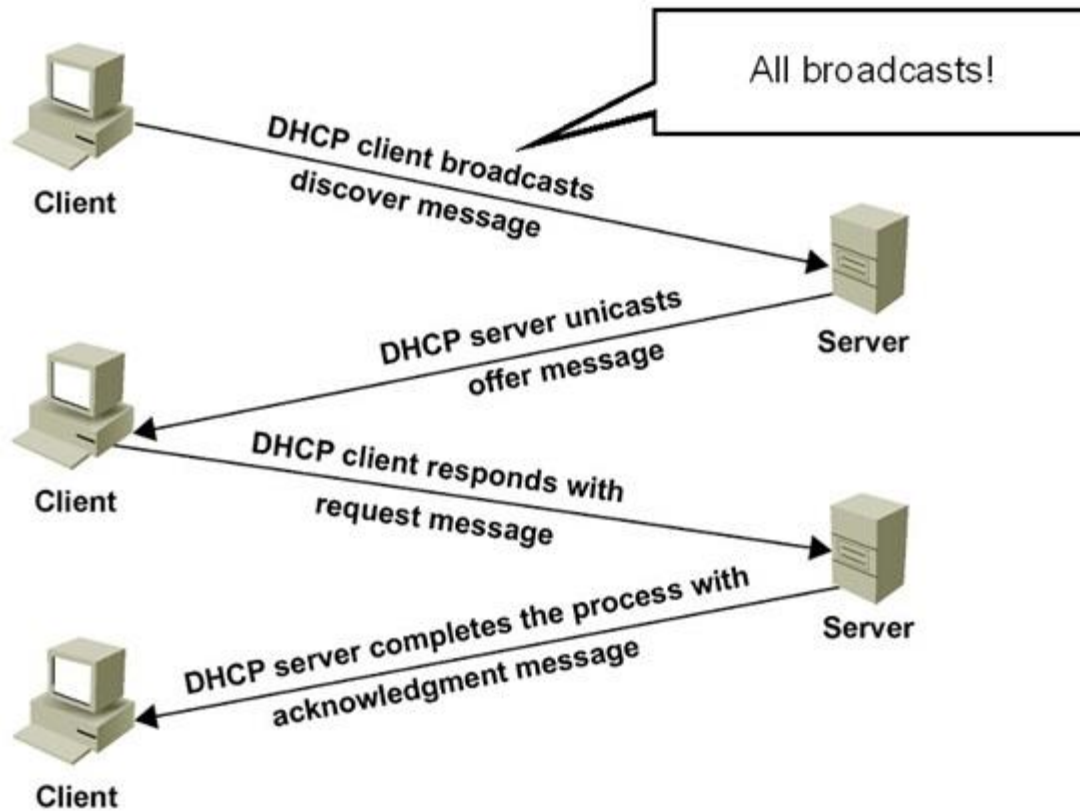 All broadcasts!
DHCP client broadcasts
discover message
Client
Server
DHCP server unicasts
offer message
Client
DHCP client responds with
request message
Server
DHCP server completes the process with
acknowledgment message
Client